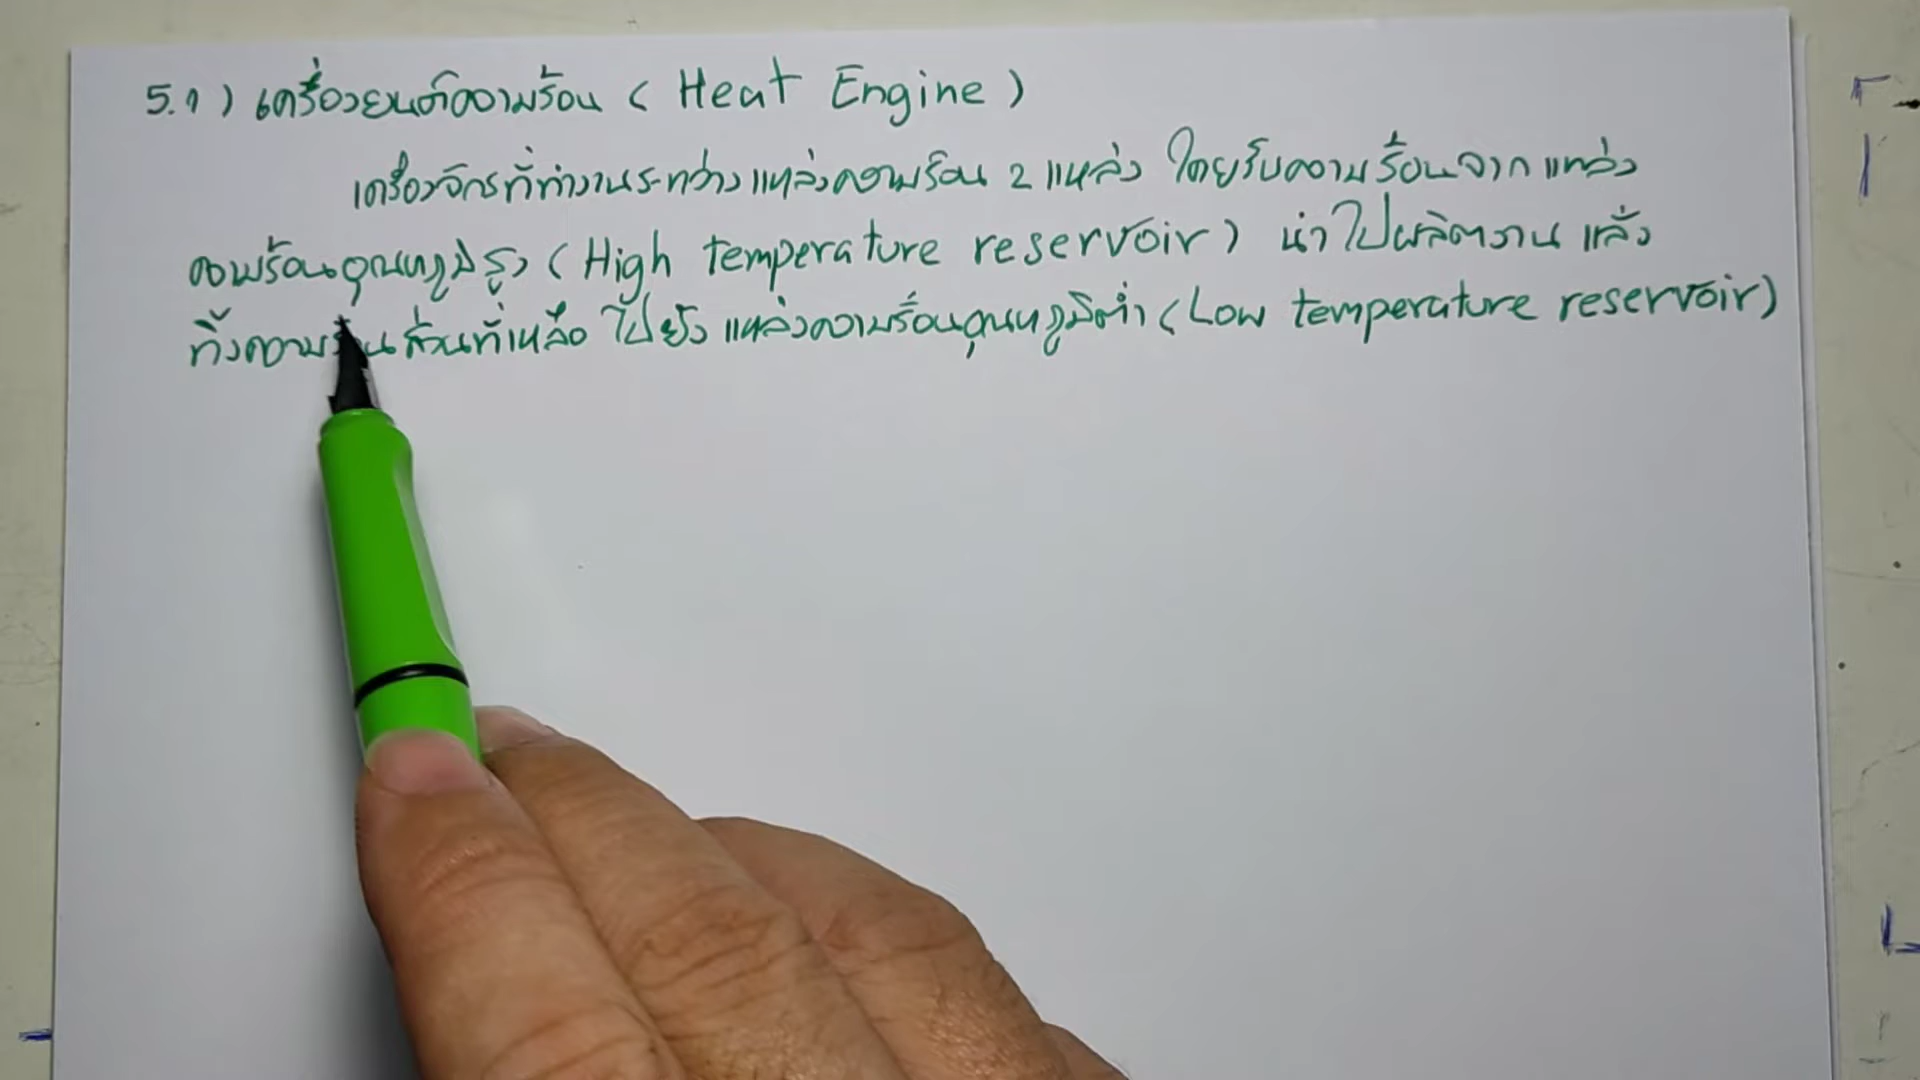 5.1) เครื่องยนต์ความร้อน ( Heat Engine )
เครื่องจักรที่ทำงานระหว่างแหล่งความร้อน 2 แหล่ง โดยรับความร้อนจากแหล่ง
ความร้อนอุณหภูมิสูง (High temperature reservoir) นำไปผลิตงาน แล้ว
ทิ้งความร้อนส่วนที่เหลือ ไปยัง แหล่งความร้อนอุณหภูมิต่ำ (Low temperature reservoir)